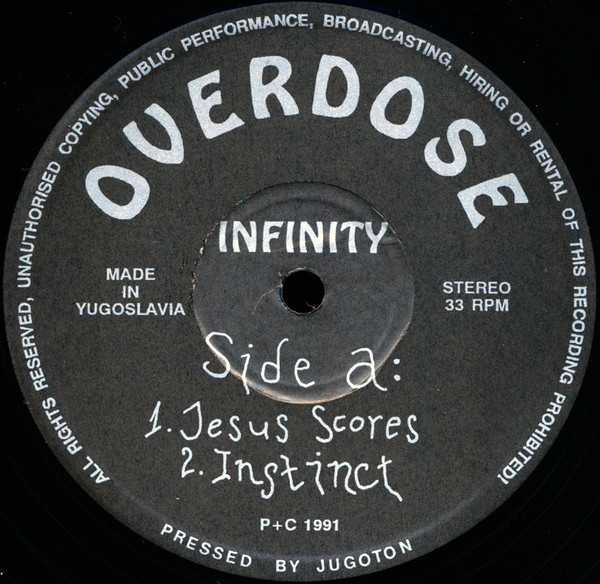 ALL RIGHTS RESERVED, UNAUTHORISED COPYING, PUBLIC PERFORMANCE, BROADCASTING, HIRING OR RENTAL OF THIS RECORDING PROHIBITED!
OVERDOSE
INFINITY
MADE
IN
YUGOSLAVIA
STEREO
33 RPM
Side a:
1. Jesus Scores
2. Instinct
P+C 1991
PRESSED BY JUGOTON